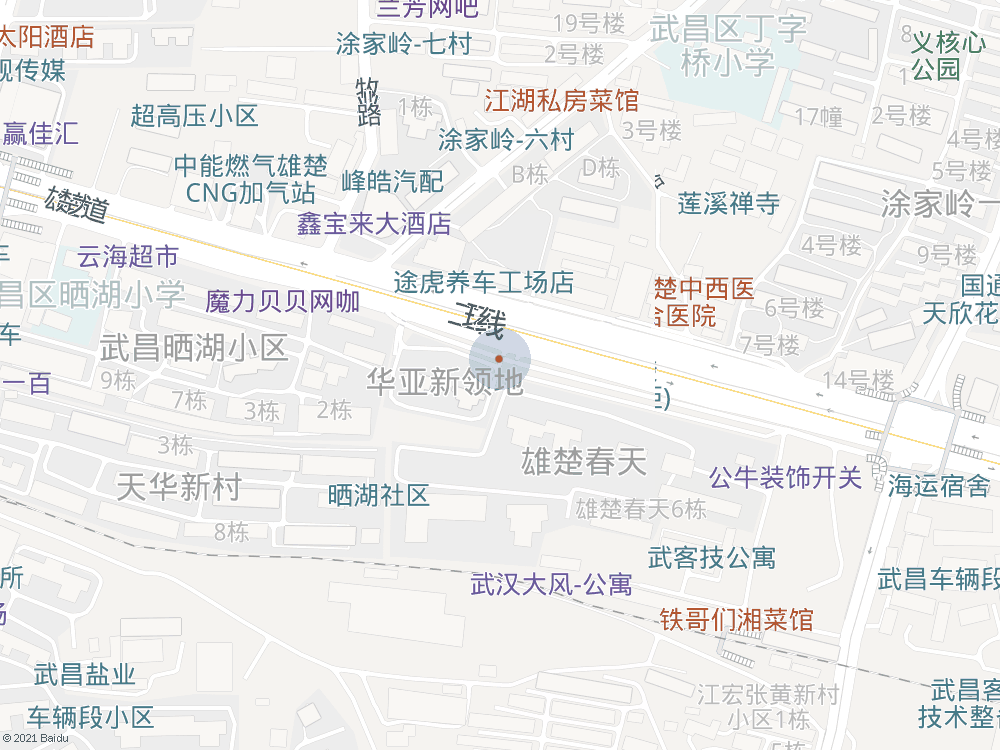 兰芳网吧
19号楼
武昌区丁字
桥小学
太阳酒店
涂家岭-七村
2号楼
8
义核心
公园
视传媒
牧
路
1栋
江湖私房菜馆
1
超高压小区
3号楼
17幢
2号楼
赢佳汇
涂家岭-六村
4号楼
中能燃气雄楚
CNG加气站
B栋
D栋
5号楼
峰皓汽配
莲溪禅寺
涂家岭一
雄楚大道
鑫宝来大酒店
车
云海超市
4号楼
9号楼
途虎养车工场店
昌区晒湖小学
魔力贝贝网咖
楚中西医
合医院
6号楼
国通
天欣花
三环线
车
武昌晒湖小区
7号楼
一百
9栋
7栋
3栋
2栋
华亚新领地
14号楼
3栋
雄楚春天
天华新村
晒湖社区
公牛装饰开关
海运宿舍
雄楚春天6栋
8栋
武客技公寓
所
武汉大风-公寓
武昌车辆段
场
铁哥们湘菜馆
武昌盐业
江宏张黄新村
小区1栋
武昌客
技术整
车辆段小区
5栋
© 2021 Baidu